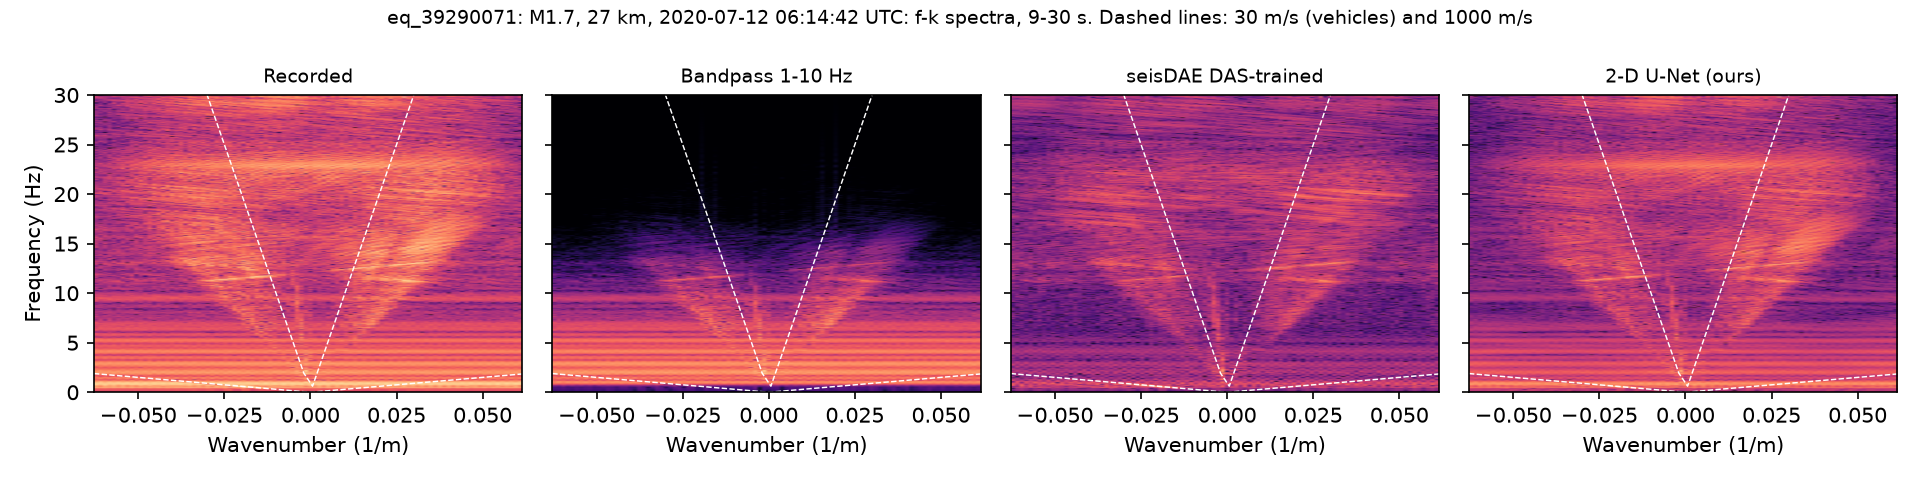 eq_39290071: M1.7, 27 km, 2020-07-12 06:14:42 UTC: f-k spectra, 9-30 s. Dashed lines: 30 m/s (vehicles) and 1000 m/s
Recorded
Bandpass 1-10 Hz
seisDAE DAS-trained
2-D U-Net (ours)
Frequency (Hz)
30
25
20
15
10
5
0
−0.050 −0.025 0.000 0.025 0.050
−0.050 −0.025 0.000 0.025 0.050
−0.050 −0.025 0.000 0.025 0.050
−0.050 −0.025 0.000 0.025 0.050
Wavenumber (1/m)
Wavenumber (1/m)
Wavenumber (1/m)
Wavenumber (1/m)